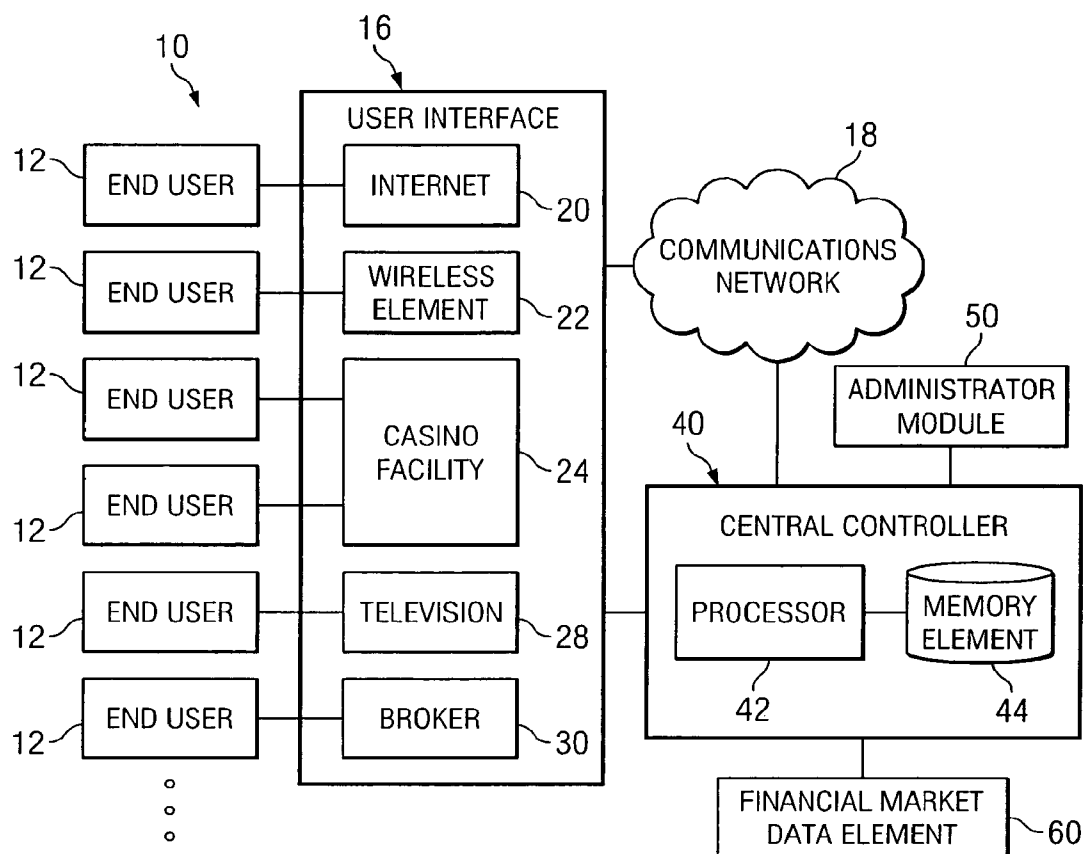 10
16
USER INTERFACE
18
12
END USER
INTERNET
20
COMMUNICATIONS
NETWORK
12
END USER
WIRELESS
ELEMENT
22
50
ADMINISTRATOR
MODULE
12
END USER
CASINO
FACILITY
24
40
12
END USER
CENTRAL CONTROLLER
PROCESSOR
42
MEMORY
ELEMENT
44
12
END USER
TELEVISION
28
12
END USER
BROKER
30
FINANCIAL MARKET
DATA ELEMENT
60